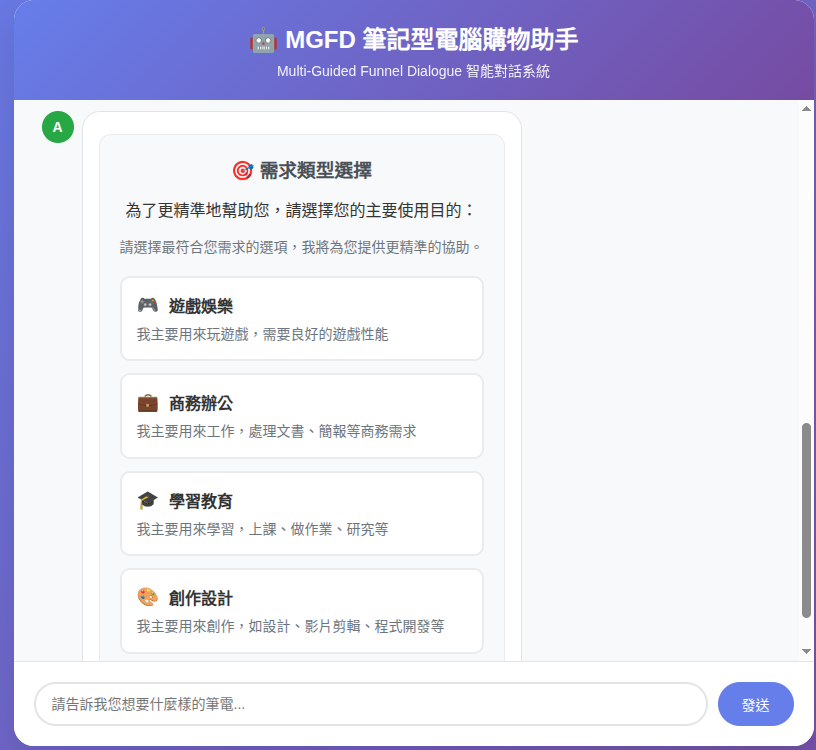 🤖 MGFD 筆記型電腦購物助手
Multi-Guided Funnel Dialogue 智能對話系統
A
🎯 需求類型選擇
為了更精準地幫助您，請選擇您的主要使用目的：
請選擇最符合您需求的選項，我將為您提供更精準的協助。
🎮 遊戲娛樂
我主要用來玩遊戲，需要良好的遊戲性能
💼 商務辦公
我主要用來工作，處理文書、簡報等商務需求
🎓 學習教育
我主要用來學習，上課、做作業、研究等
🎨 創作設計
我主要用來創作，如設計、影片剪輯、程式開發等
請告訴我您想要什麼樣的筆電...
發送